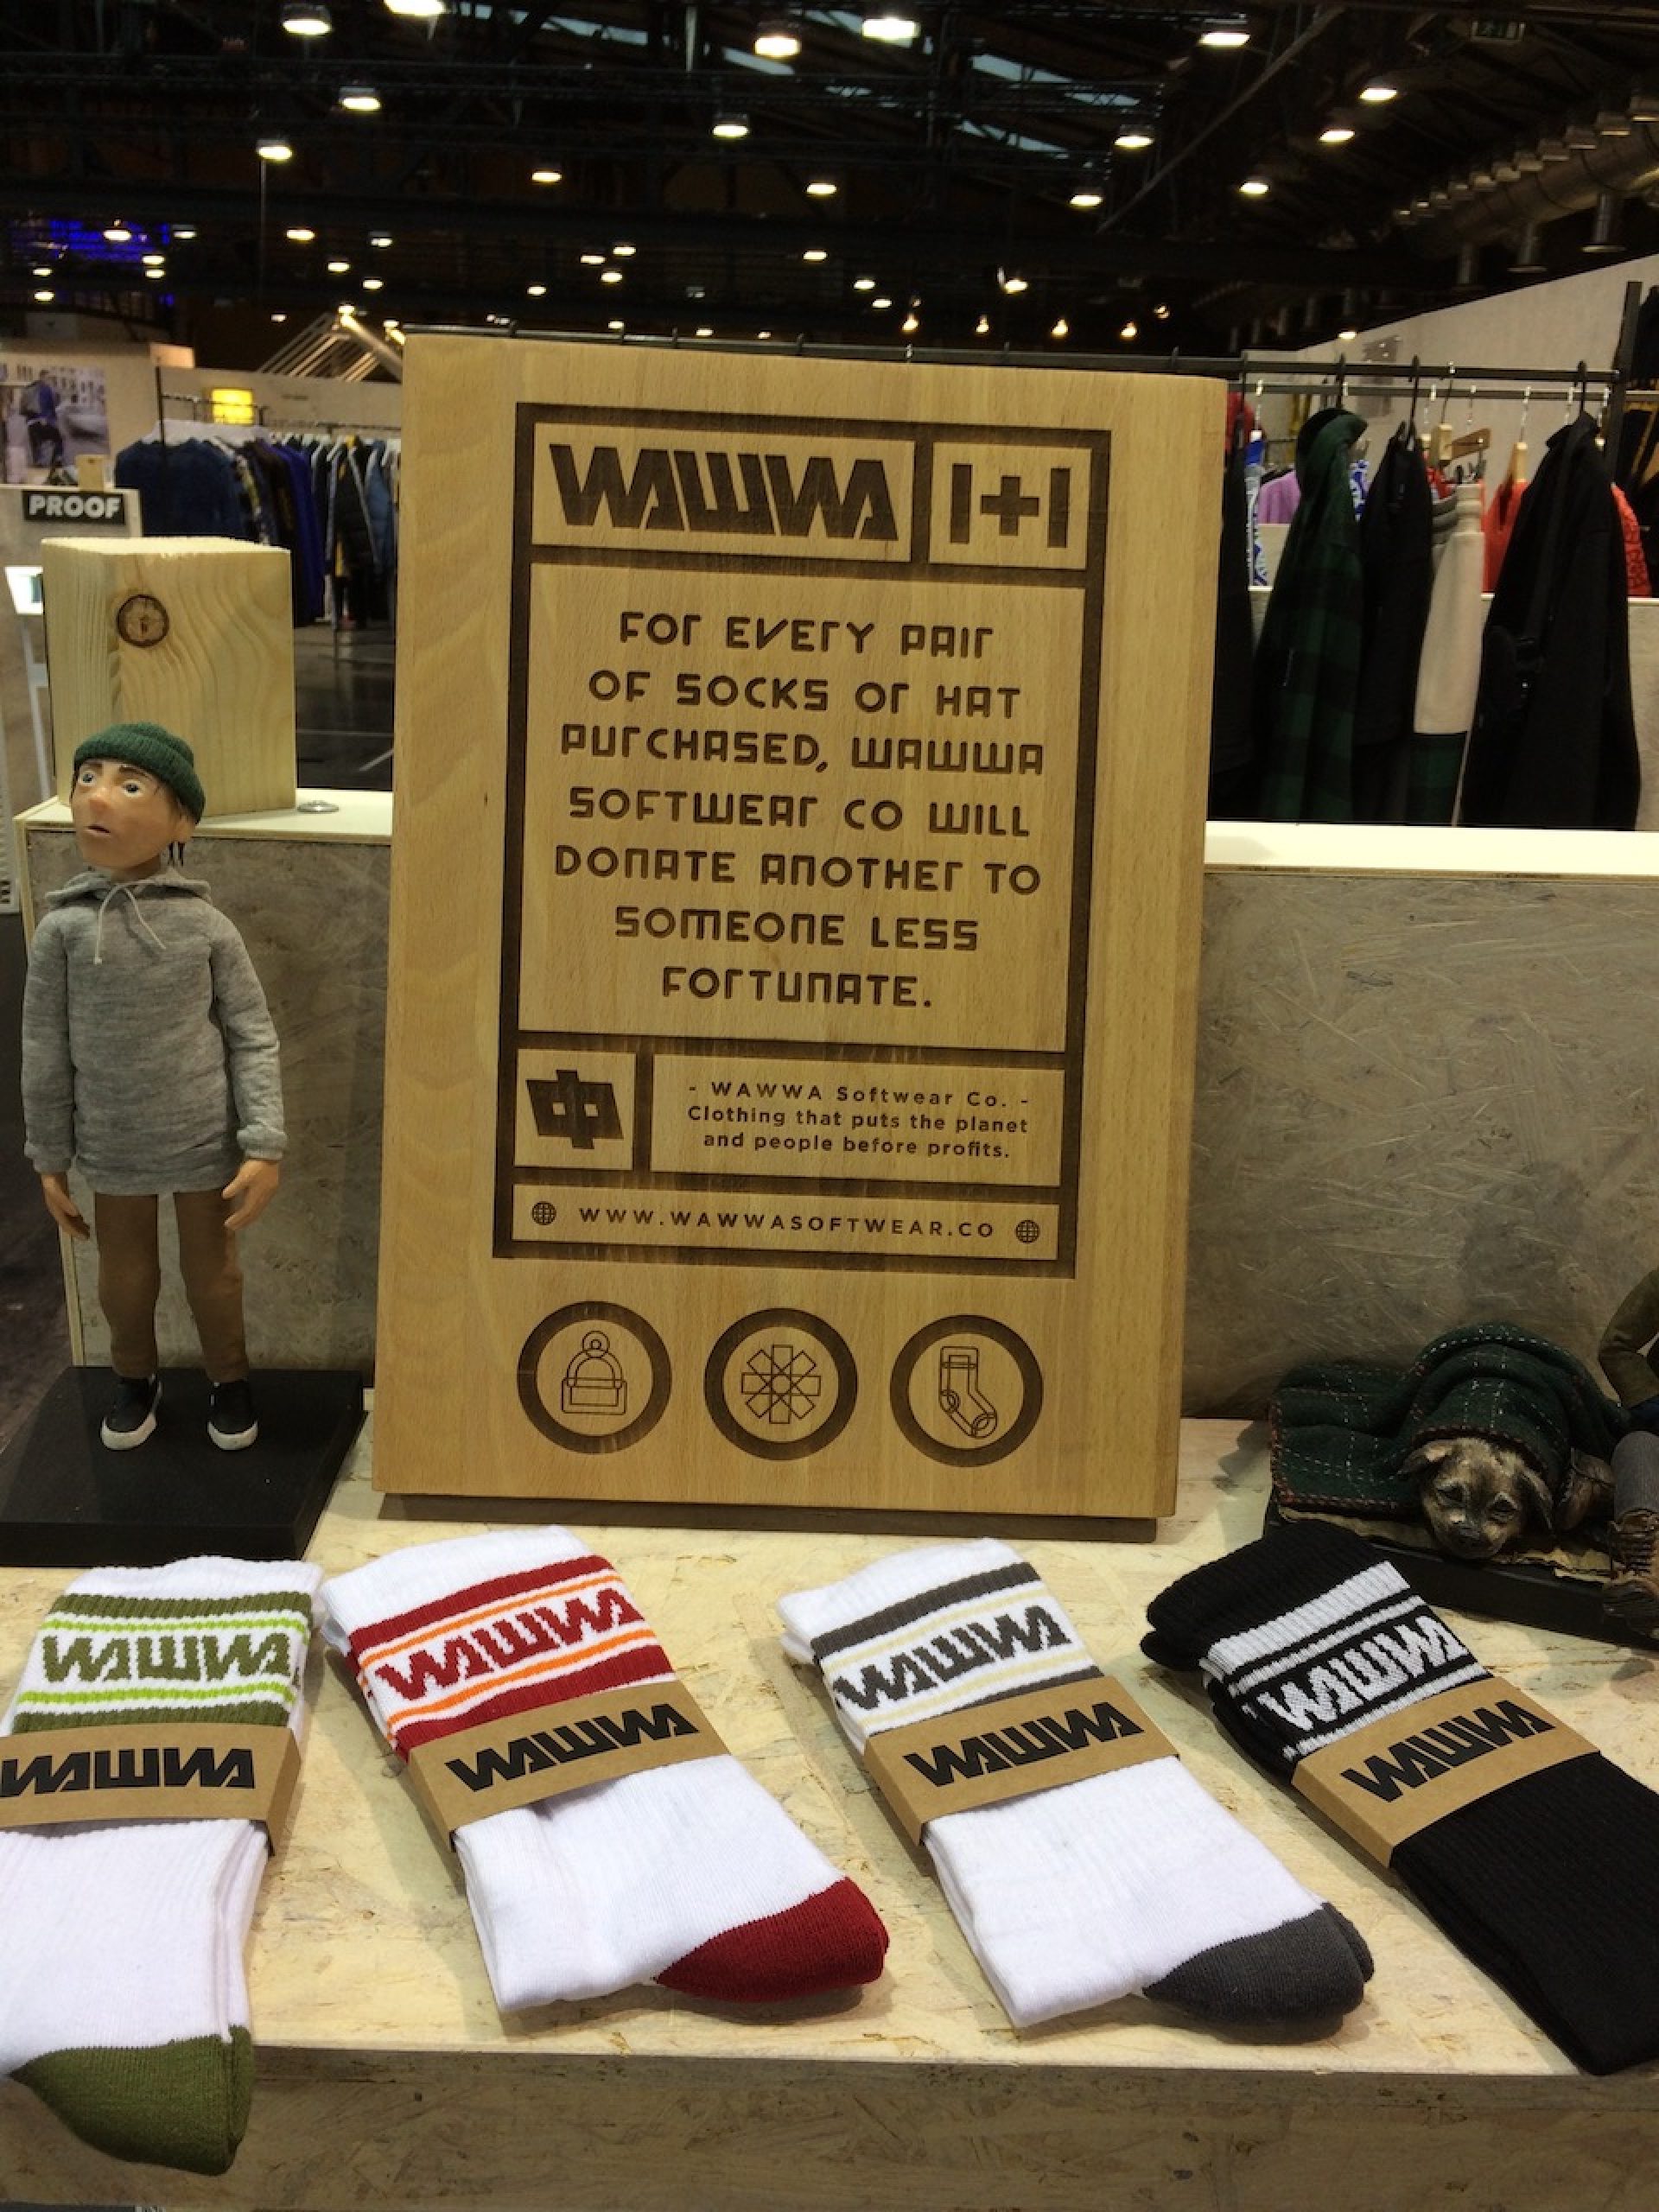 PROOF
WAWWA 1+1
FOR EVERY PAIR
OF SOCKS OR HAT
PURCHASED, WAWWA
SOFTWEAR CO WILL
DONATE ANOTHER TO
SOMEONE LESS
FORTUNATE.
- WAWWA Softwear Co. -
Clothing that puts the planet
and people before profits.
WWW.WAWWASOFTWEAR.CO
WAWWA
WAWWA
WAWWA
WAWWA
WAWWA
WAWWA
WAWWA
WAWWA